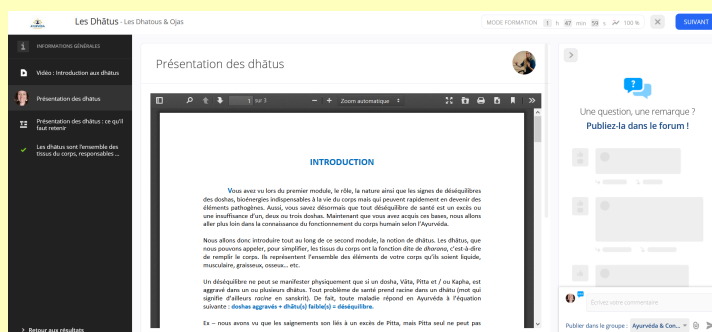 Les Dhâtus - Les Dhatous & Ojas
MODE FORMATION 1 h 47 min 59 s 100 %
SUIVANT
INFORMATIONS GÉNÉRALES
Vidéo : Introduction aux dhätus
Présentation des dhätus
Présentation des dhätus : ce qu'il
faut retenir
Les dhätus sont l'ensemble des
tissus du corps, responsables ...
Retour aux résultats
Présentation des dhätus
1 sur 3
Zoom automatique
INTRODUCTION
Vous avez vu lors du premier module, le rôle, la nature ainsi que les signes de déséquilibres
des doshas, bioénergies indispensables à la vie du corps mais qui peuvent rapidement en devenir des
éléments pathogènes. Aussi, vous savez désormais que tout déséquilibre de santé est un excès ou
une insuffisance d'un, deux ou trois doshas. Maintenant que vous avez acquis ces bases, nous allons
aller plus loin dans la connaissance du fonctionnement du corps humain selon l'Ayurvéda.
Nous allons donc introduire tout au long de ce second module, la notion de dhâtus. Les dhâtus, que
nous pouvons appeler, pour simplifier, les tissus du corps ont la fonction dite de dharana, c'est-à-dire
de remplir le corps. Ils représentent l'ensemble des éléments de votre corps qu'ils soient liquide,
musculaire, graisseux, osseux... etc.
Un déséquilibre ne peut se manifester physiquement que si un dosha, Vâta, Pitta et / ou Kapha, est
aggravé dans un ou plusieurs dhâtus. Tout problème de santé prend racine dans un dhâtu (mot qui
signifie d'ailleurs racine en sanskrit). De fait, toute maladie répond en Ayurvéda à l'équation
suivante : doshas aggravés + dhâtu(s) faible(s) = déséquilibre.
Ex – nous avons vu que les saignements son liés à un excès de Pitta, mais Pitta seul ne peut pas
Une question, une remarque ?
Publiez-la dans le forum !
Écrivez votre commentaire
Publier dans le groupe : Ayurvéda & Con...